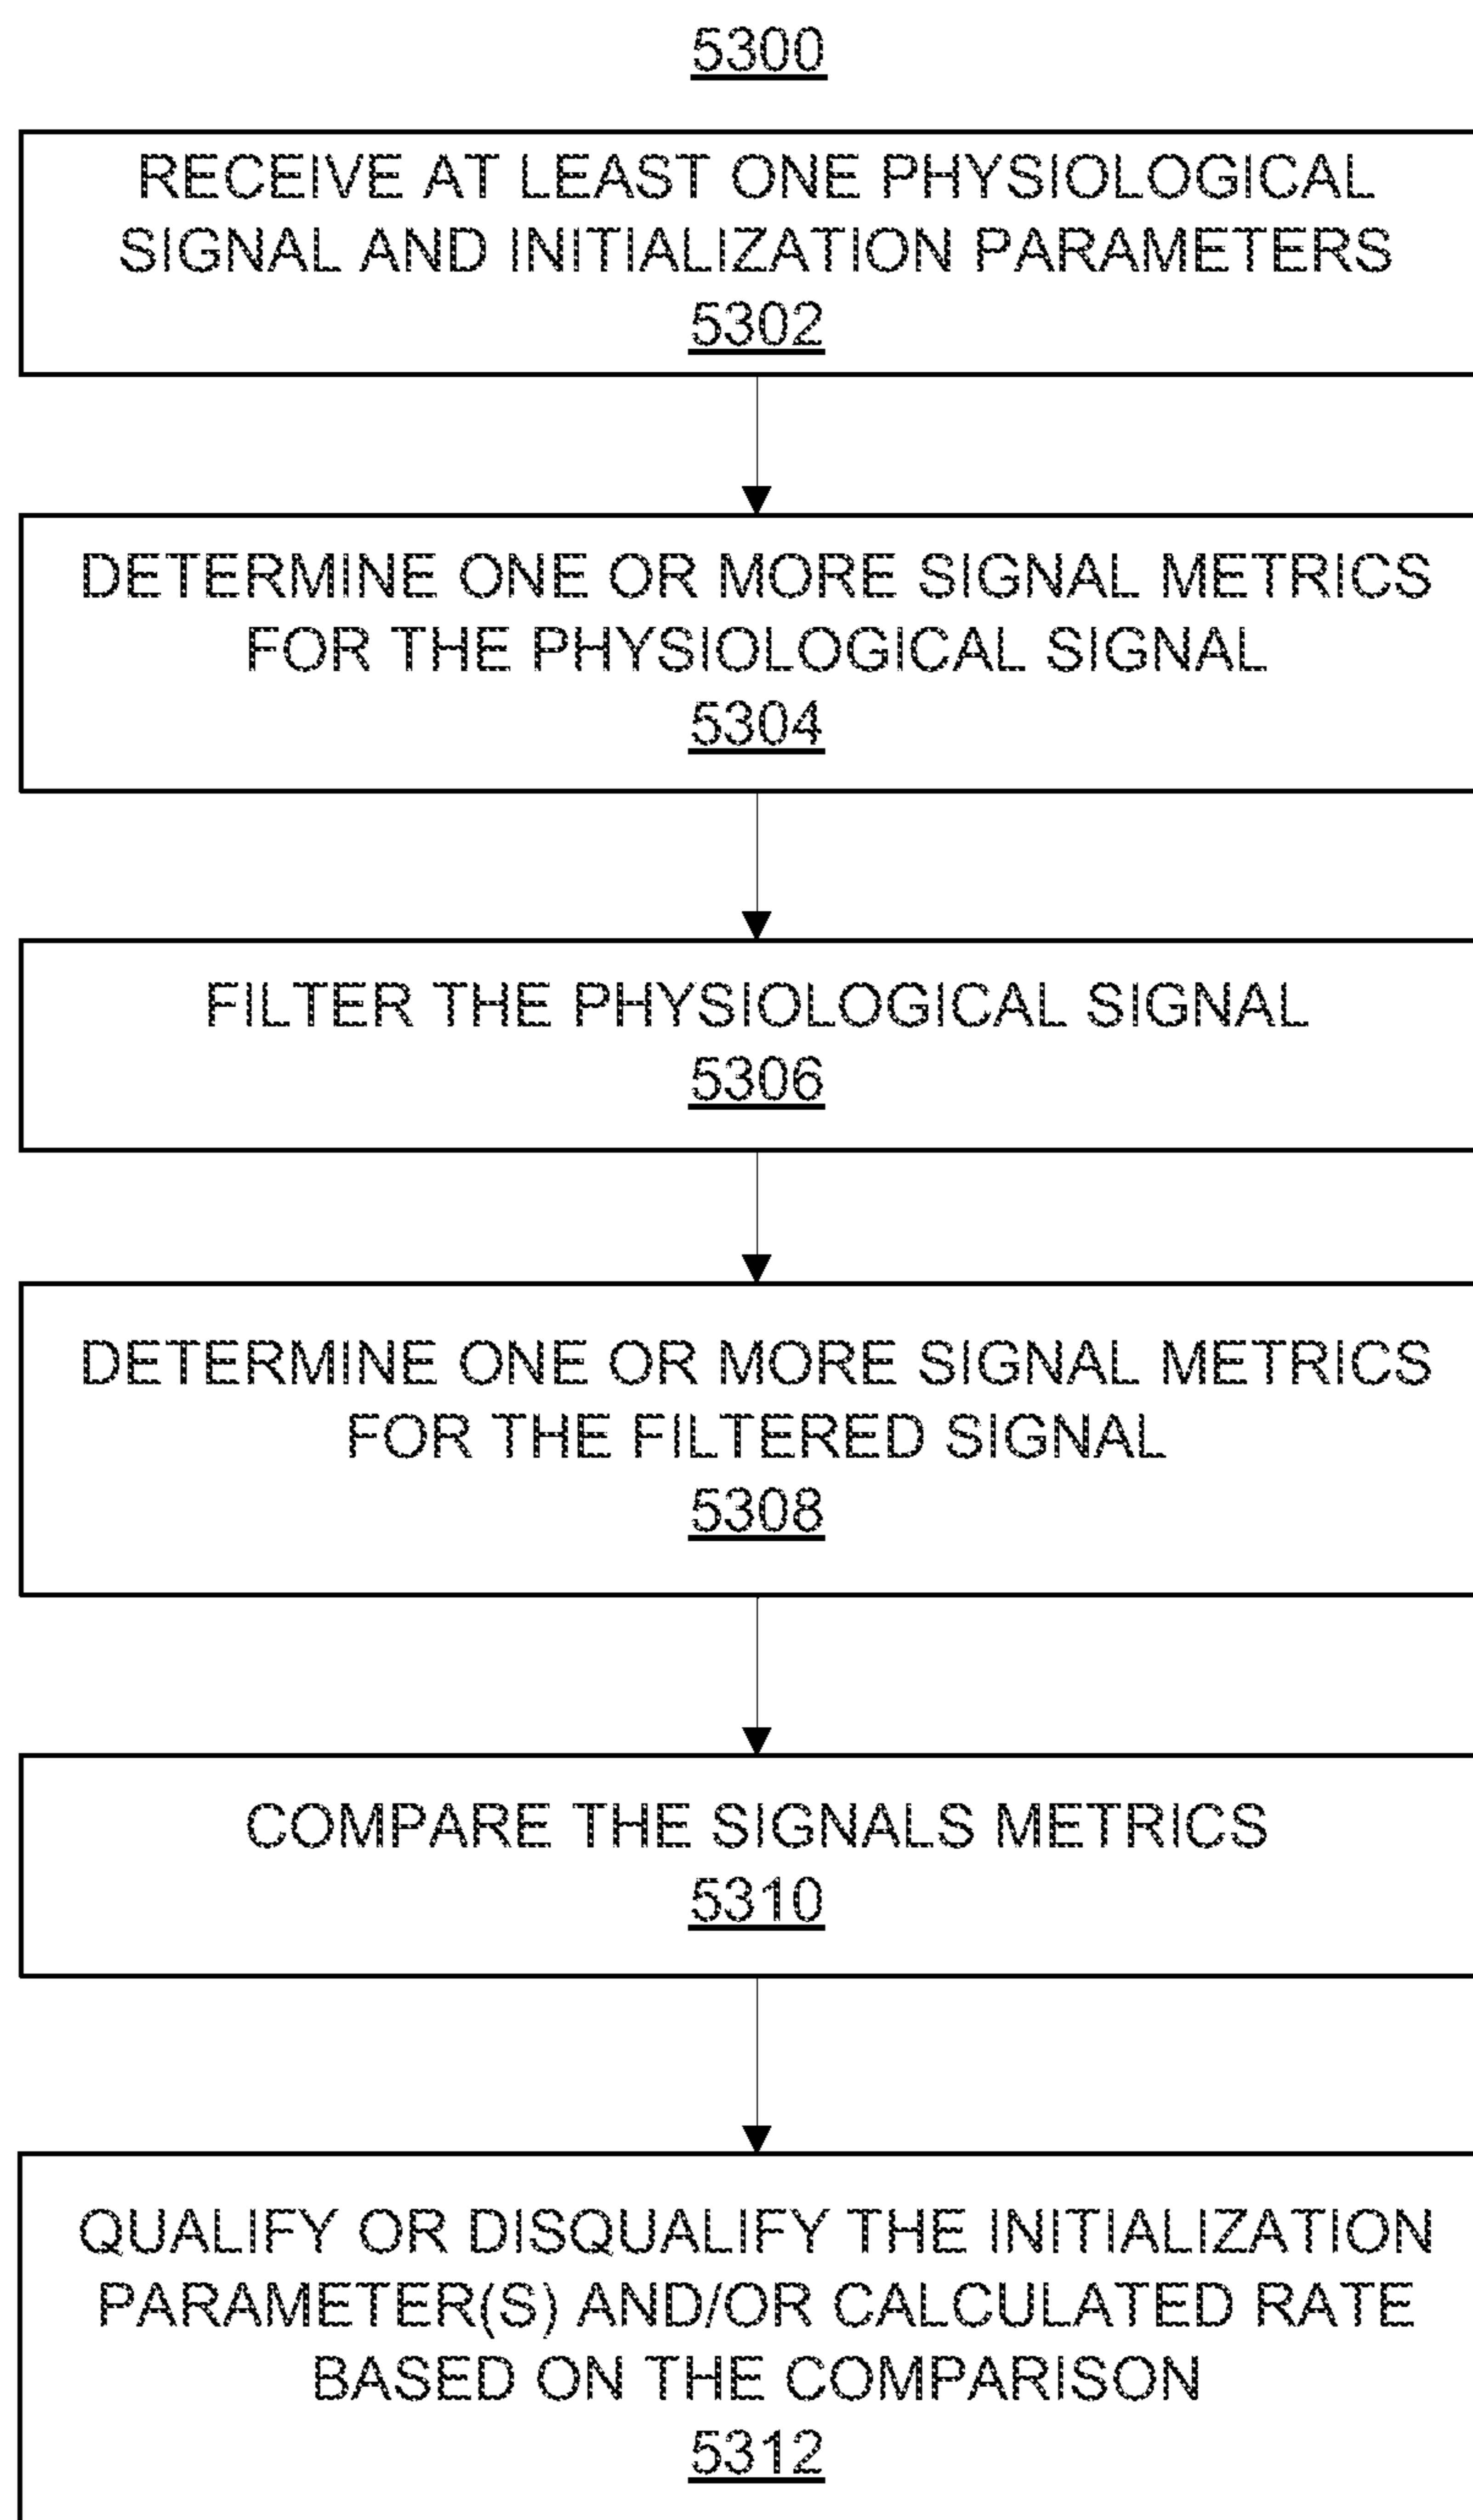 5300
RECEIVE AT LEAST ONE PHYSIOLOGICAL
SIGNAL AND INITIALIZATION PARAMETERS
5302
DETERMINE ONE OR MORE SIGNAL METRICS
FOR THE PHYSIOLOGICAL SIGNAL
5304
FILTER THE PHYSIOLOGICAL SIGNAL
5306
DETERMINE ONE OR MORE SIGNAL METRICS
FOR THE FILTERED SIGNAL
5308
COMPARE THE SIGNALS METRICS
5310
QUALIFY OR DISQUALIFY THE INITIALIZATION
PARAMETER(S) AND/OR CALCULATED RATE
BASED ON THE COMPARISON
5312